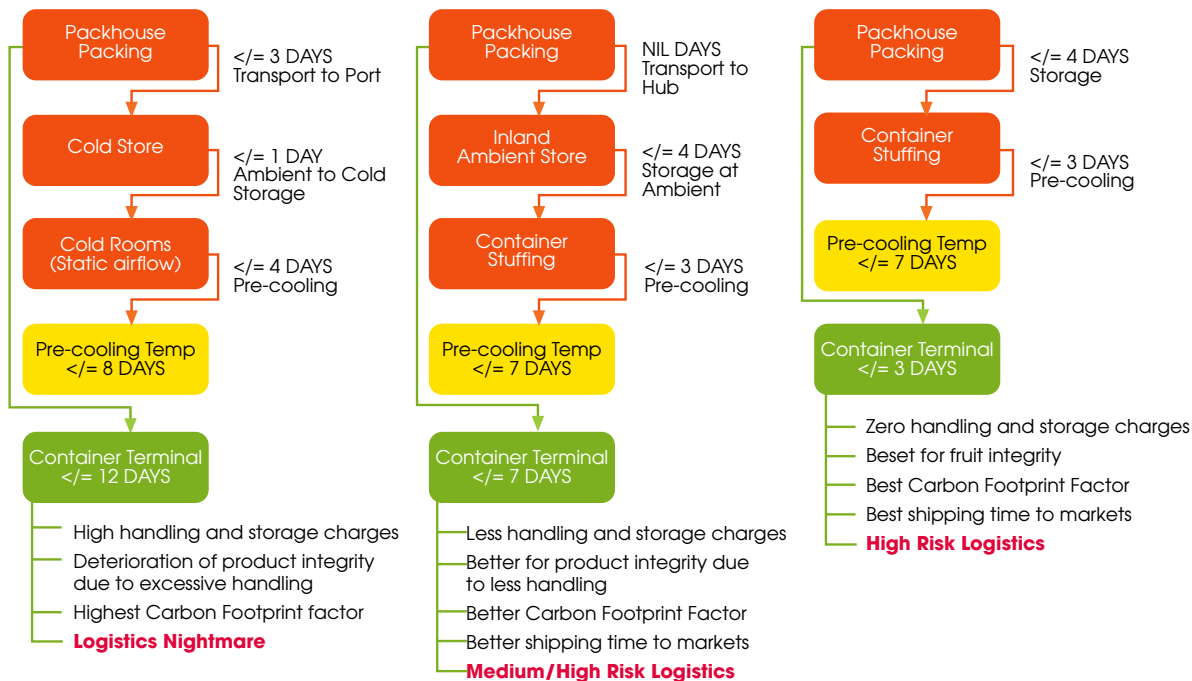 Packhouse
Packing
</= 3 DAYS
Transport to Port
Cold Store
</= 1 DAY
Ambient to Cold
Storage
Cold Rooms
(Static airflow)
</= 4 DAYS
Pre-cooling
Pre-cooling Temp
</= 8 DAYS
Container Terminal
</= 12 DAYS
High handling and storage charges
Deterioration of product integrity
due to excessive handling
Highest Carbon Footprint factor
Logistics Nightmare
Packhouse
Packing
NIL DAYS
Transport to
Hub
Inland
Ambient Store
</= 4 DAYS
Storage at
Ambient
Container
Stuffing
</= 3 DAYS
Pre-cooling
Pre-cooling Temp
</= 7 DAYS
Container Terminal
</= 7 DAYS
Less handling and storage charges
Better for product integrity due
to less handling
Better Carbon Footprint Factor
Better shipping time to markets
Medium/High Risk Logistics
Packhouse
Packing
</= 4 DAYS
Storage
Container
Stuffing
</= 3 DAYS
Pre-cooling
Pre-cooling Temp
</= 7 DAYS
Container Terminal
</= 3 DAYS
Zero handling and storage charges
Beset for fruit integrity
Best Carbon Footprint Factor
Best shipping time to markets
High Risk Logistics